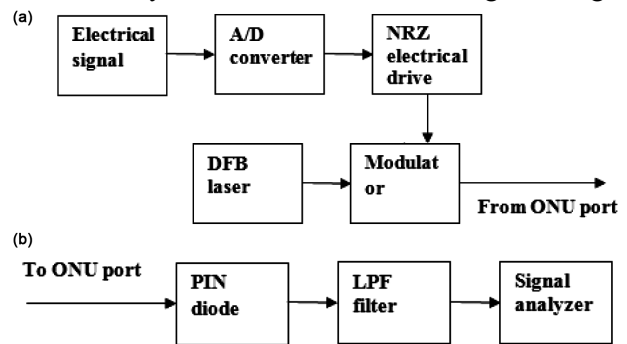 (a)
Electrical
signal
A/D
converter
NRZ
electrical
drive
DFB
laser
Modulat
or
From ONU port
(b)
To ONU port
PIN
diode
LPF
filter
Signal
analyzer